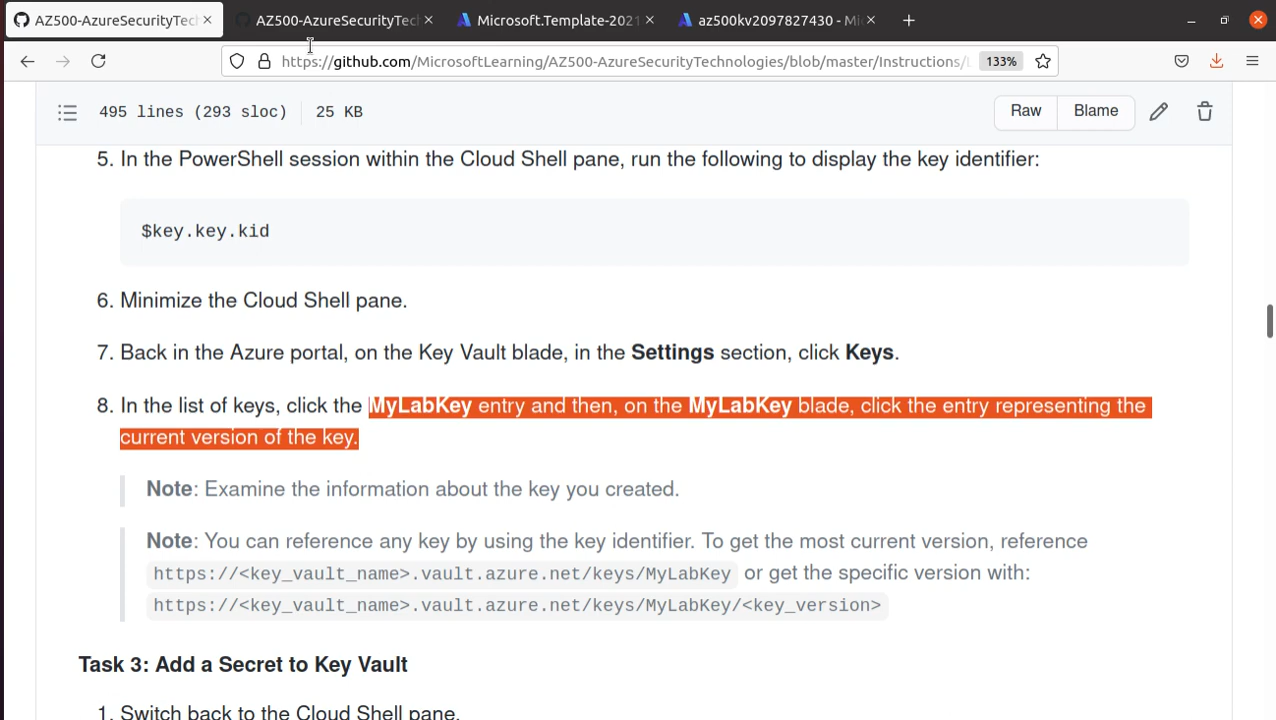 AZ500-AzureSecurityTec
AZ500-AzureSecurityTec
Microsoft.Template-2021
az500kv2097827430 - Mi
https://github.com/MicrosoftLearning/AZ500-AzureSecurityTechnologies/blob/master/Instructions/L
133%
495 lines (293 sloc)
25 KB
Raw
Blame
5. In the PowerShell session within the Cloud Shell pane, run the following to display the key identifier:
$key.key.kid
6. Minimize the Cloud Shell pane.
7. Back in the Azure portal, on the Key Vault blade, in the Settings section, click Keys.
8. In the list of keys, click the MyLabKey entry and then, on the MyLabKey blade, click the entry representing the
current version of the key.
Note: Examine the information about the key you created.
Note: You can reference any key by using the key identifier. To get the most current version, reference
https://<key_vault_name>.vault.azure.net/keys/MyLabKey or get the specific version with:
https://<key_vault_name>.vault.azure.net/keys/MyLabKey/<key_version>
Task 3: Add a Secret to Key Vault
1. Switch back to the Cloud Shell pane.